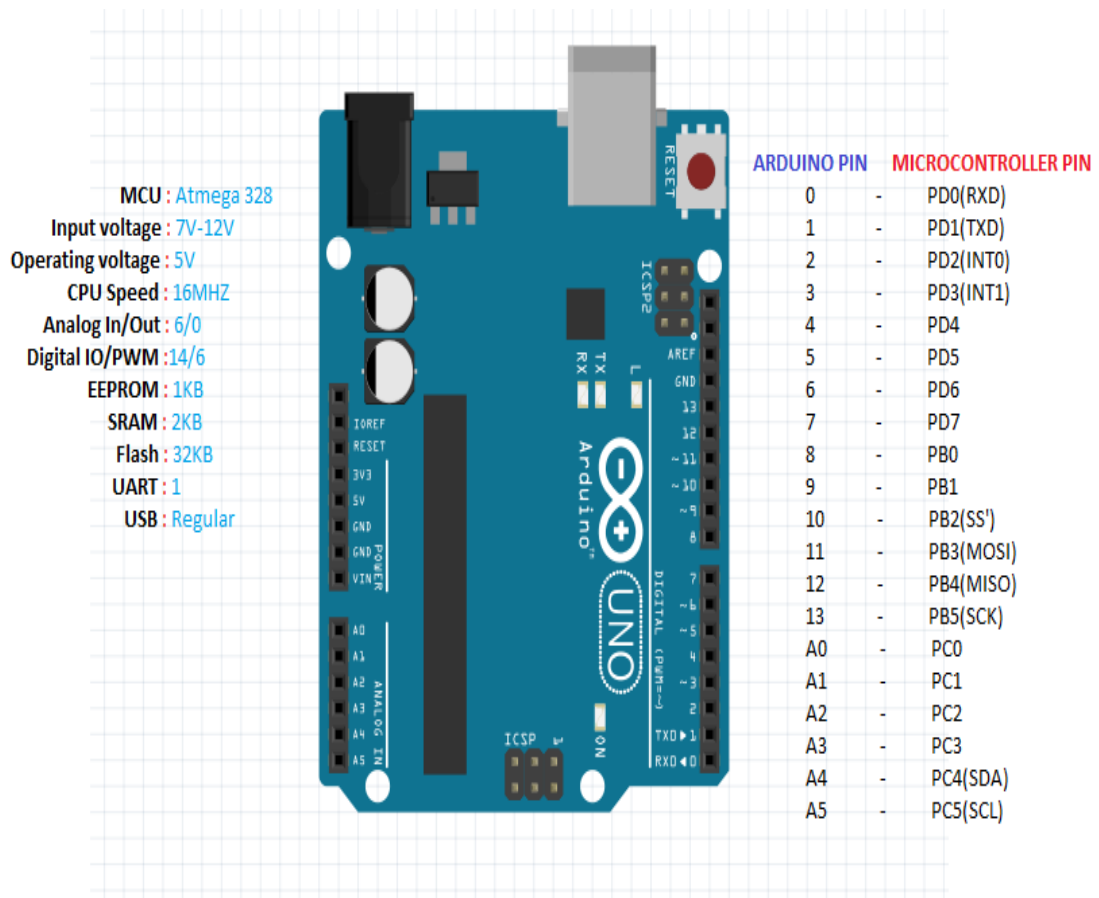 MCU : Atmega 328
Input voltage : 7V-12V
Operating voltage : 5V
CPU Speed : 16MHZ
Analog In/Out : 6/0
Digital IO/PWM :14/6
EEPROM : 1KB
SRAM : 2KB
Flash : 32KB
UART : 1
USB : Regular
RESET
ICSP2
IOREF
RESET
3V3
5V
GND
GND
VIN
POWER
A0
A1
A2
A3
A4
A5
ANALOG IN
RX
TX
L
Arduino™
UNO
ON
ICSP
1
AREF
GND
13
12
~11
~10
~9
8
7
~6
~5
4
~3
2
TX0▶1
RX0◀0
DIGITAL (PWM=~)
ARDUINO PIN MICROCONTROLLER PIN
0 - PD0(RXD)
1 - PD1(TXD)
2 - PD2(INT0)
3 - PD3(INT1)
4 - PD4
5 - PD5
6 - PD6
7 - PD7
8 - PB0
9 - PB1
10 - PB2(SS')
11 - PB3(MOSI)
12 - PB4(MISO)
13 - PB5(SCK)
A0 - PC0
A1 - PC1
A2 - PC2
A3 - PC3
A4 - PC4(SDA)
A5 - PC5(SCL)